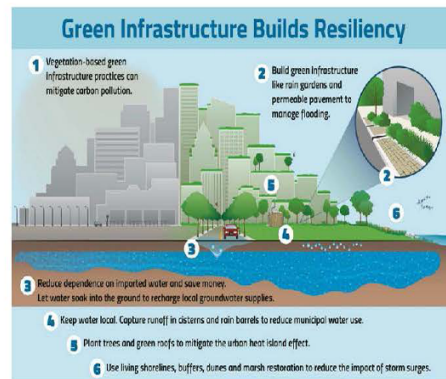 Green Infrastructure Builds Resiliency
1 Vegetation-based green
infrastructure practices can
mitigate carbon pollution.
2 Build green infrastructure
like rain gardens and
permeable pavement to
manage flooding.
2
5
6
4
3
3 Reduce dependence on imported water and save money.
Let water soak into the ground to recharge local groundwater supplies.
4 Keep water local. Capture runoff in cisterns and rain barrels to reduce municipal water use.
5 Plant trees and green roofs to mitigate the urban heat island effect.
6 Use living shorelines, buffers, dunes and marsh restoration to reduce the impact of storm surges.